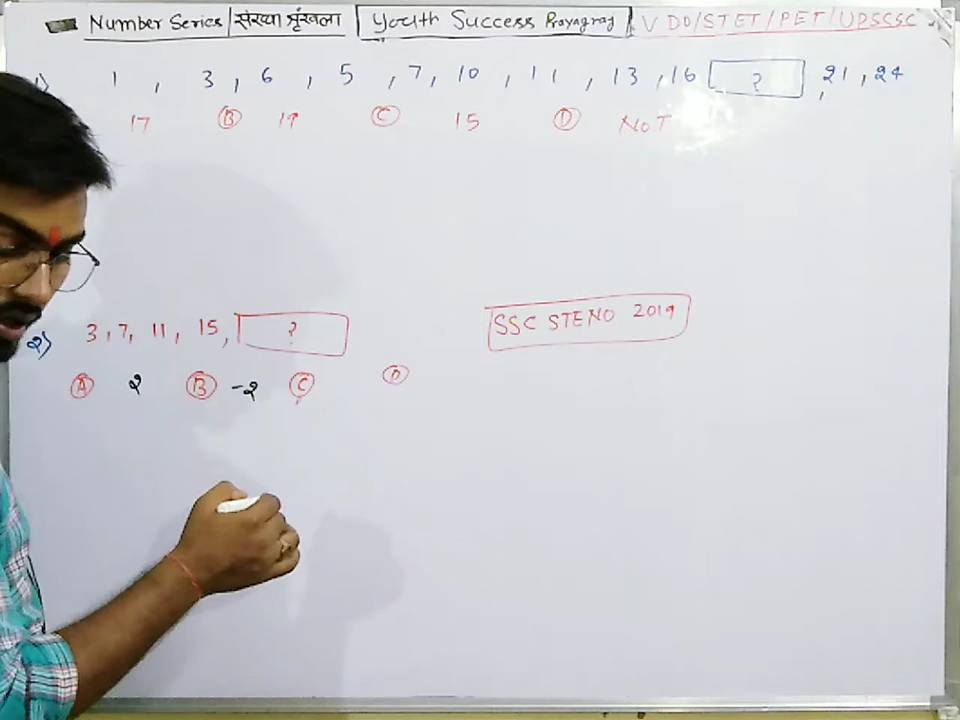 Number Series | संख्या श्रृंखला | Youth Success Prayagraj | V DO/STET/PET/UPSSSC
1) 1 , 3 , 6 , 5 , 7 , 10 , 11 , 13 , 16 ? , 21 , 24
17 B 19 C 15 D NOT
2) 3 , 7 , 11 , 15 , ? SSC STENO 2019
A 2 B -2 C D